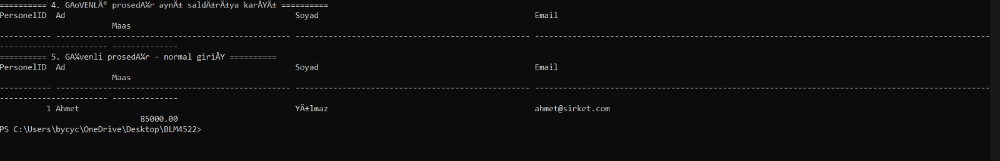 ========== 4. GAoVENLÄº prosedA¼r aynÄ± saldÄ±rÄ±ya karÅYÄ± ==========
PersonelID  Ad                                                 Soyad                                              Email
                        Maas
----------- -------------------------------------------------- -------------------------------------------------- -------------------------------------------------------------------------------------------------
----------------------- --------------
========== 5. GA¼venli prosedA¼r - normal giriÅY ==========
PersonelID  Ad                                                 Soyad                                              Email
                        Maas
----------- -------------------------------------------------- -------------------------------------------------- -------------------------------------------------------------------------------------------------
----------------------- --------------
          1 Ahmet                                              YÄ±lmaz                                            ahmet@sirket.com
                              85000.00
PS C:\Users\bycyc\OneDrive\Desktop\BLM4522>